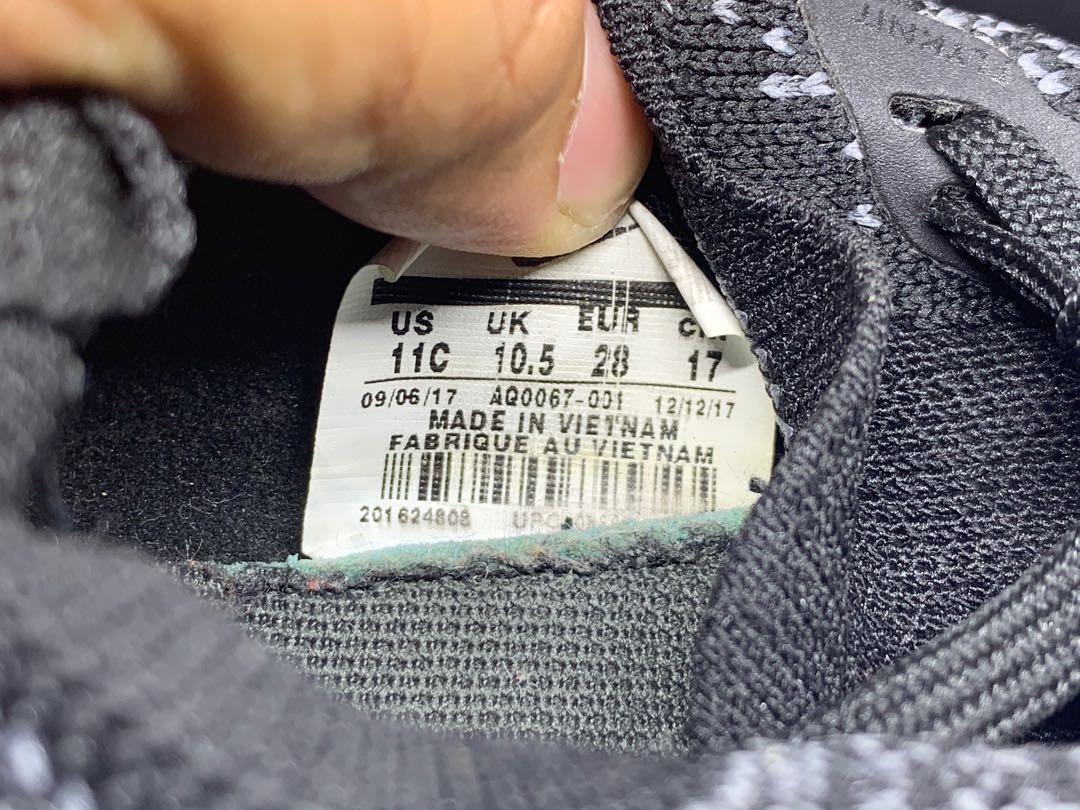 US UK EUR
11C 10.5 28 17
09/06/17 AQ0067-001 12/12/17
MADE IN VIETNAM
FABRIQUE AU VIETNAM
201624808